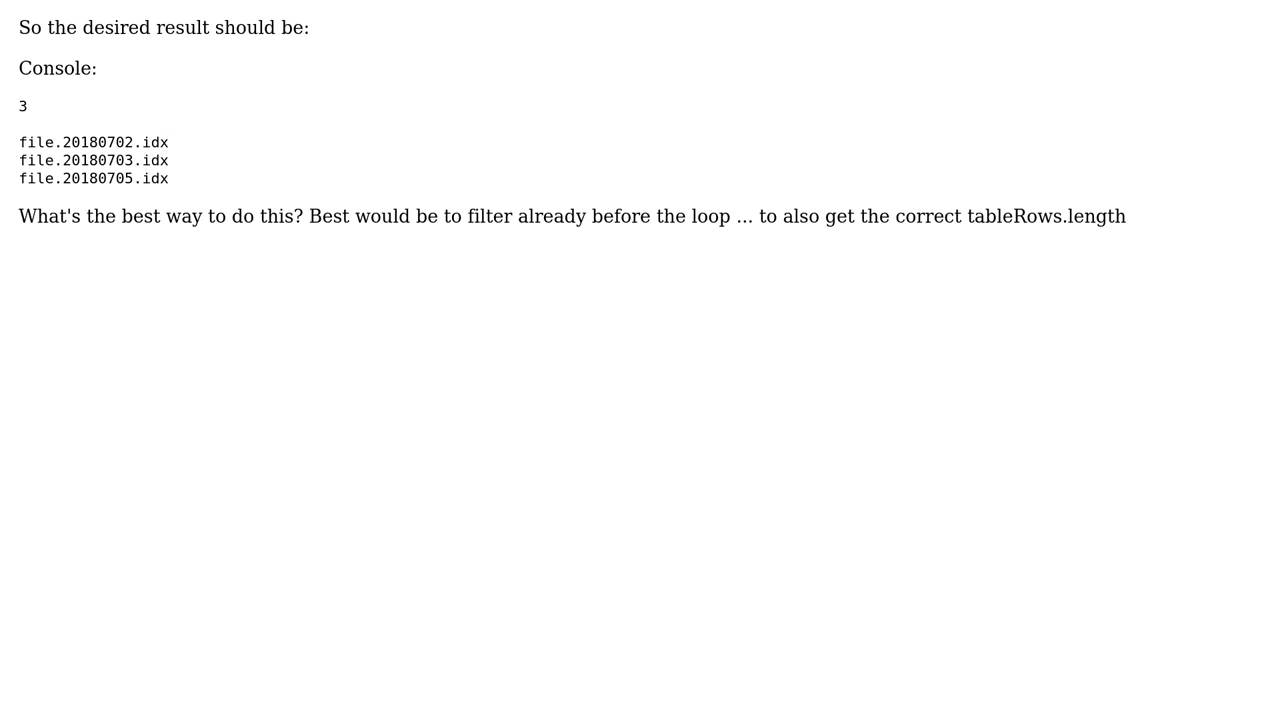 So the desired result should be:
Console:
3
file.20180702.idx
file.20180703.idx
file.20180705.idx
What's the best way to do this? Best would be to filter already before the loop ... to also get the correct tableRows.length